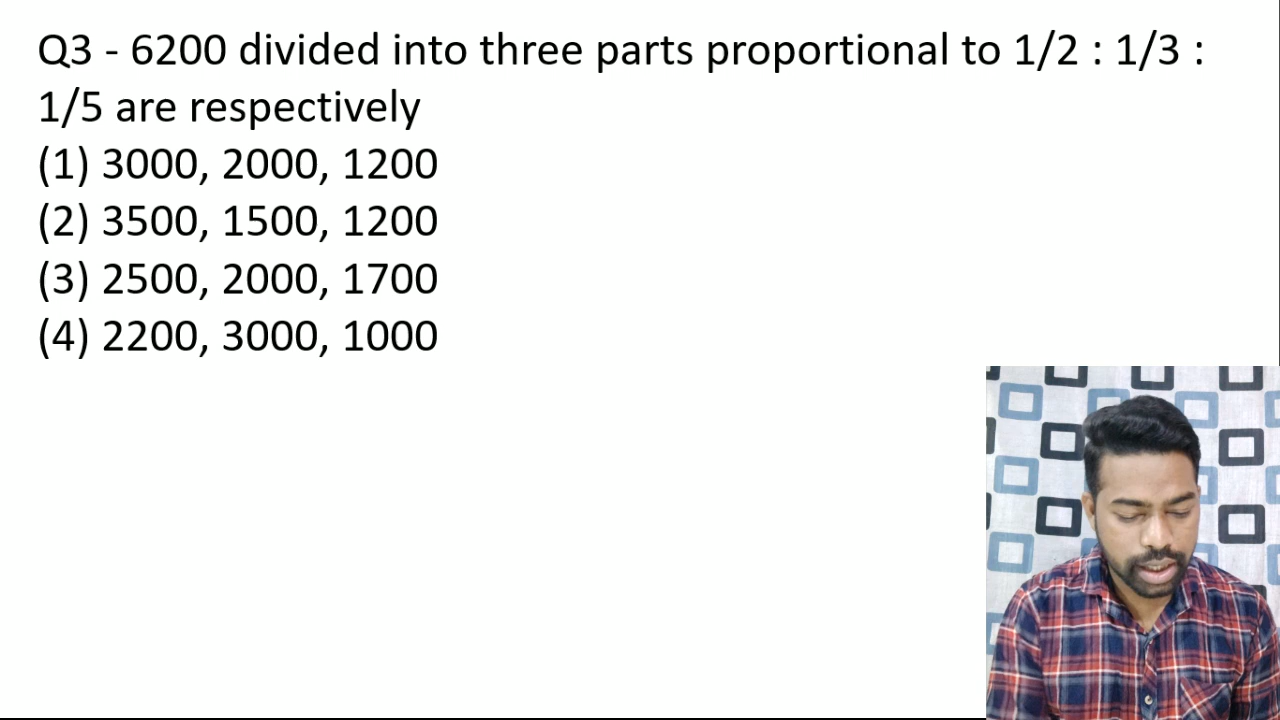 Q3 - 6200 divided into three parts proportional to 1/2 : 1/3 :
1/5 are respectively
(1) 3000, 2000, 1200
(2) 3500, 1500, 1200
(3) 2500, 2000, 1700
(4) 2200, 3000, 1000